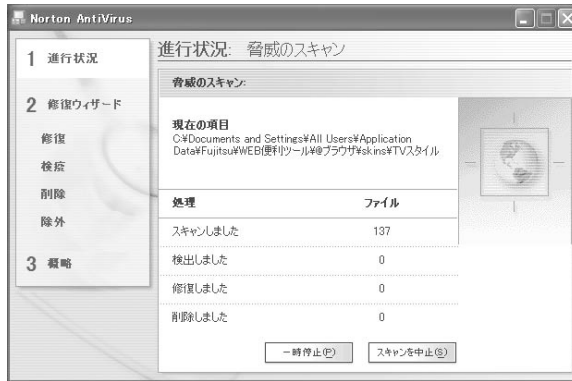 Norton AntiVirus
1 進行状況
2 修復ウィザード
修復
検疫
削除
除外
3 概略
進行状況: 脅威のスキャン
脅威のスキャン:
現在の項目
C:¥Documents and Settings¥All Users¥Application
Data¥Fujitsu¥WEB便利ツール¥@ブラウザ¥skins¥TVスタイル
処理 ファイル
スキャンしました 137
検出しました 0
修復しました 0
削除しました 0
一時停止(P) スキャンを中止(S)